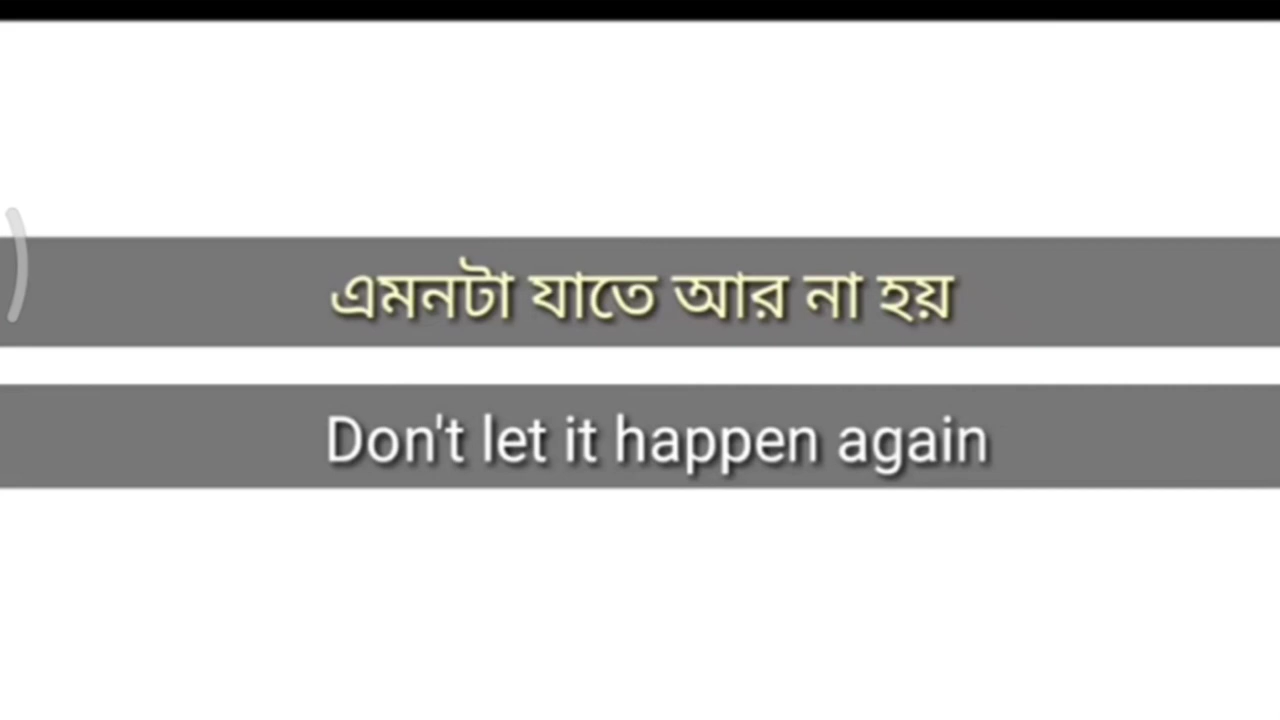 এমনটা যাতে আর না হয়
Don't let it happen again